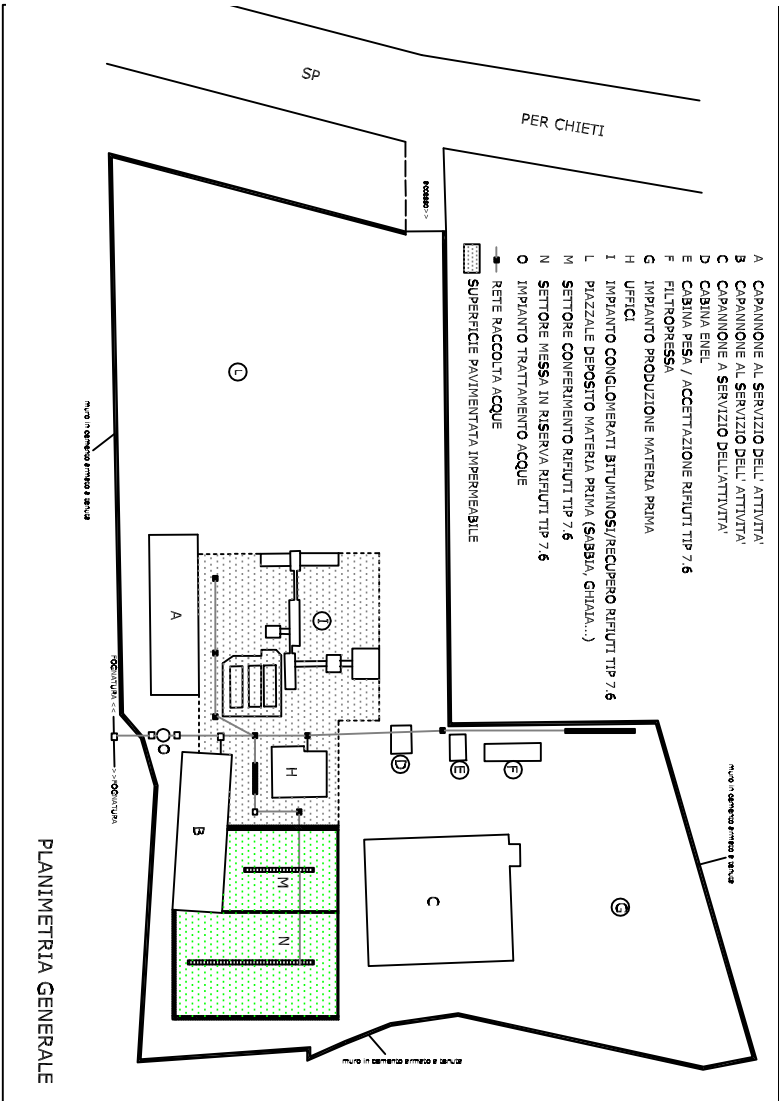 SP
PER CHIETI
accesso>>
A CAPANNONE AL SERVIZIO DELL' ATTIVITA'
B CAPANNONE AL SERVIZIO DELL' ATTIVITA'
C CAPANNONE A SERVIZIO DELL'ATTIVITA'
D CABINA ENEL
E CABINA PESA / ACCETTAZIONE RIFIUTI TIP 7.6
F FILTROPRESSA
G IMPIANTO PRODUZIONE MATERIA PRIMA
H UFFICI
I IMPIANTO CONGLOMERATI BITUMINOSI/RECUPERO RIFIUTI TIP 7.6
L PIAZZALE DEPOSITO MATERIA PRIMA (SABBIA, GHIAIA...)
M SETTORE CONFERIMENTO RIFIUTI TIP 7.6
N SETTORE MESSA IN RISERVA RIFIUTI TIP 7.6
O IMPIANTO TRATTAMENTO ACQUE
RETE RACCOLTA ACQUE
SUPERFICIE PAVIMENTATA IMPERMEABILE
L
muro in cemento armato a tenuta
A
I
FOGNATURA <<
>>FOGNATURA
O
H
D
E
F
B
M
N
C
G
muro in cemento armato a tenuta
muro in cemento armato a tenuta
PLANIMETRIA GENERALE